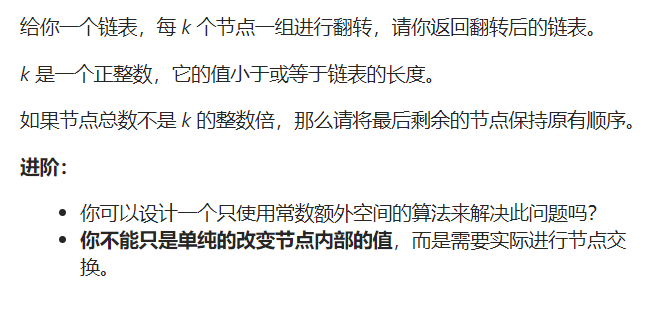 给你一个链表，每 k 个节点一组进行翻转，请你返回翻转后的链表。
k 是一个正整数，它的值小于或等于链表的长度。
如果节点总数不是 k 的整数倍，那么请将最后剩余的节点保持原有顺序。
进阶：
• 你可以设计一个只使用常数额外空间的算法来解决此问题吗？
• 你不能只是单纯的改变节点内部的值，而是需要实际进行节点交
换。